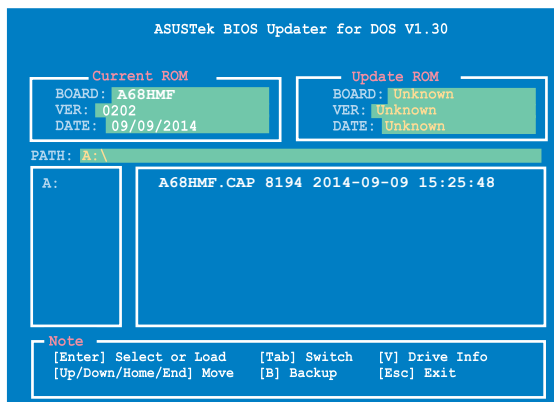 ASUSTek BIOS Updater for DOS V1.30
Current ROM
BOARD: A68HMF
VER: 0202
DATE: 09/09/2014
Update ROM
BOARD: Unknown
VER: Unknown
DATE: Unknown
PATH: A:\
A:
A68HMF.CAP 8194 2014-09-09 15:25:48
Note
[Enter] Select or Load [Tab] Switch [V] Drive Info
[Up/Down/Home/End] Move [B] Backup [Esc] Exit